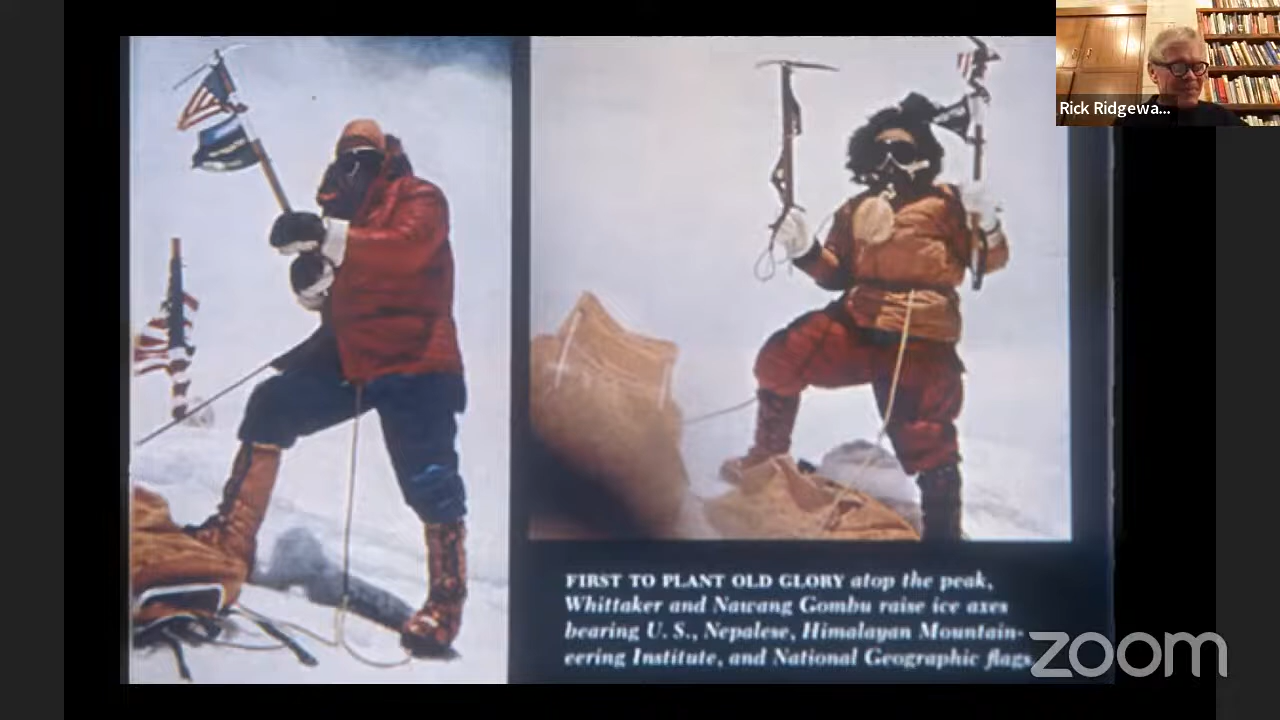 Rick Ridgewa...
FIRST TO PLANT OLD GLORY atop the peak,
Whittaker and Nawang Gombu raise ice axes
bearing U. S., Nepalese, Himalayan Mountain-
eering Institute, and National Geographic flags
zoom